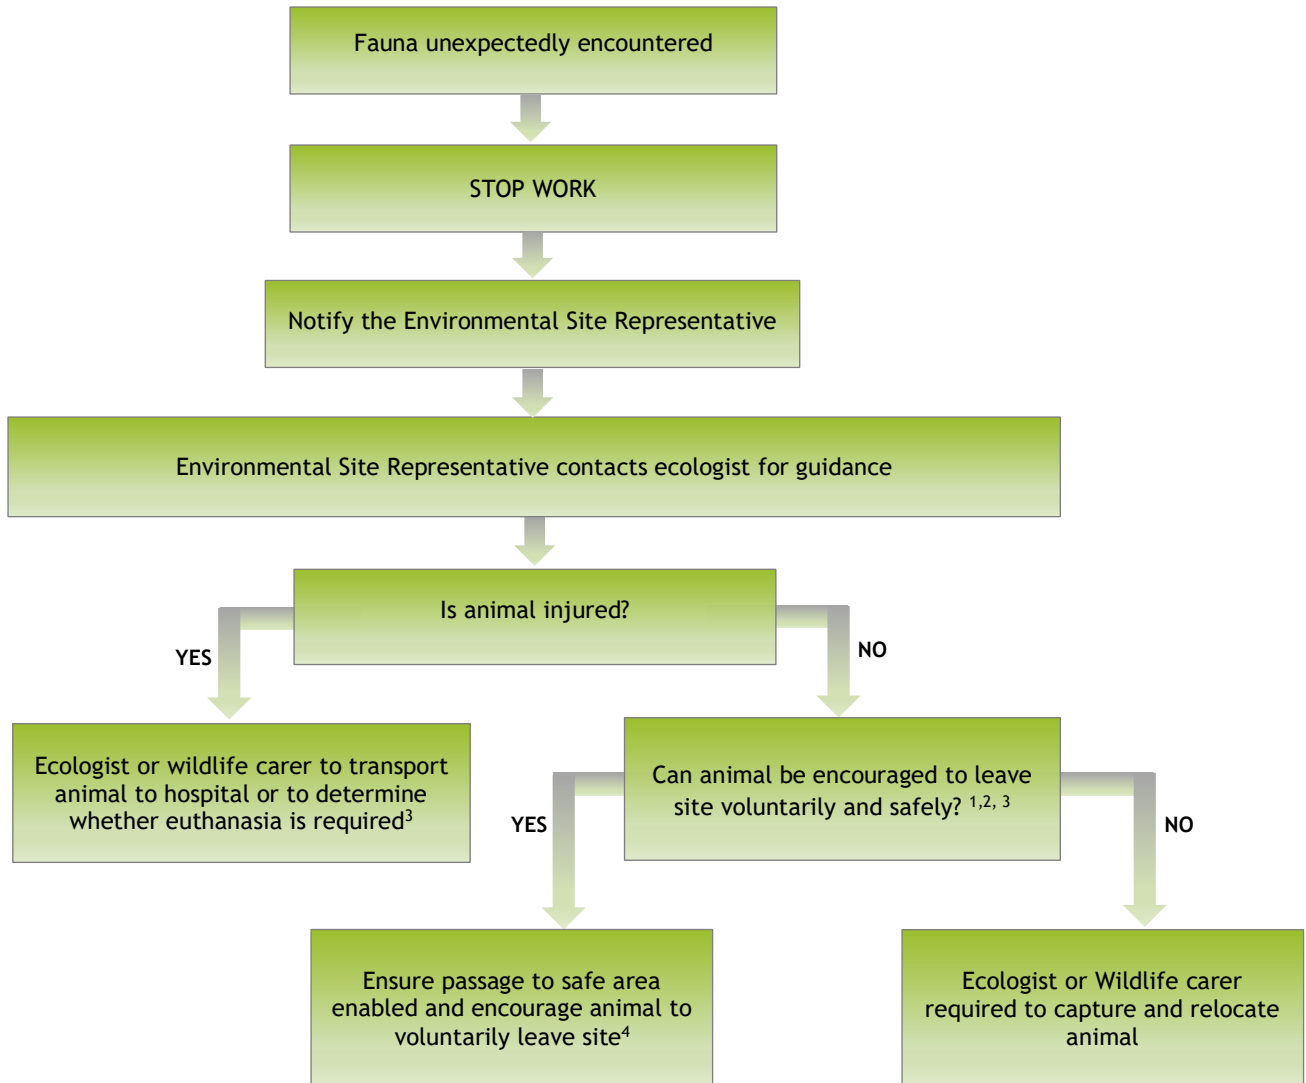 Fauna unexpectedly encountered
STOP WORK
Notify the Environmental Site Representative
Environmental Site Representative contacts ecologist for guidance
Is animal injured?
YES
NO
Ecologist or wildlife carer to transport
animal to hospital or to determine
whether euthanasia is required³
Can animal be encouraged to leave
site voluntarily and safely? ¹,², ³
YES
NO
Ensure passage to safe area
enabled and encourage animal to
voluntarily leave site⁴
Ecologist or Wildlife carer
required to capture and relocate
animal